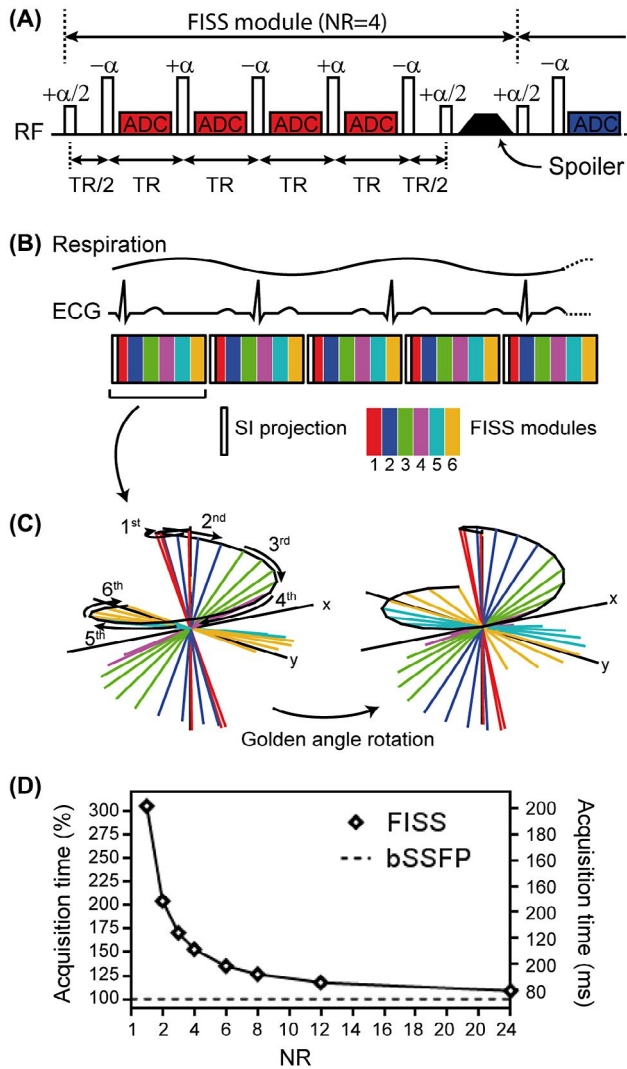 (A)
FISS module (NR=4)
+α/2 −α +α −α +α −α +α/2 +α/2 −α
RF ADC ADC ADC ADC ADC
TR/2 TR TR TR TR TR/2
Spoiler
(B) Respiration
ECG
SI projection FISS modules
1 2 3 4 5 6
(C)
1st 2nd 3rd 4th 5th 6th x y
x y
Golden angle rotation
(D)
Acquisition time (%)
300
275
250
225
200
175
150
125
100
FISS
bSSFP
200
180
160
160
200
120
200
80
Acquisition time (ms)
1 2 4 6 8 10 12 14 16 18 20 22 24
NR